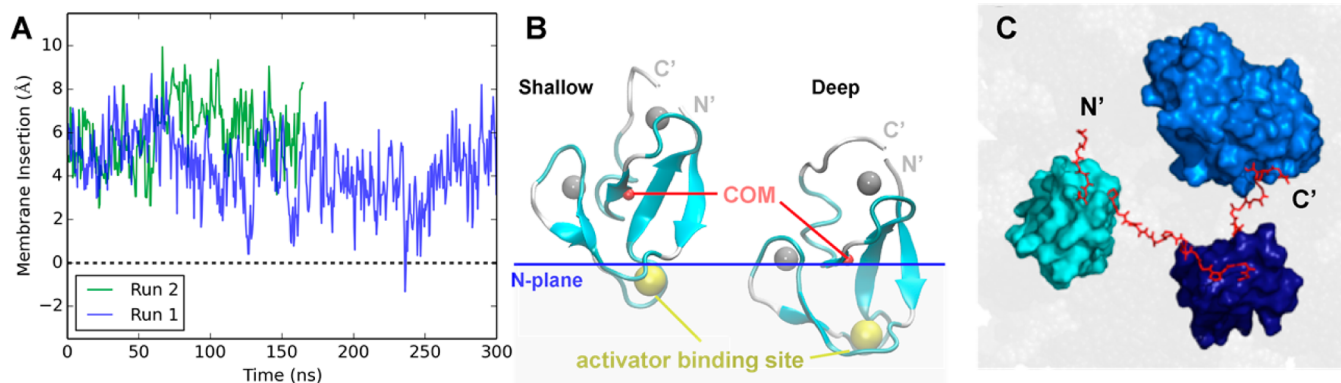 A
Membrane Insertion (Å)
10
8
6
4
2
0
−2
Run 2
Run 1
0 50 100 150 200 250 300
Time (ns)
B
Shallow
Deep
C'
N'
C'
N'
COM
N-plane
activator binding site
C
N'
C'